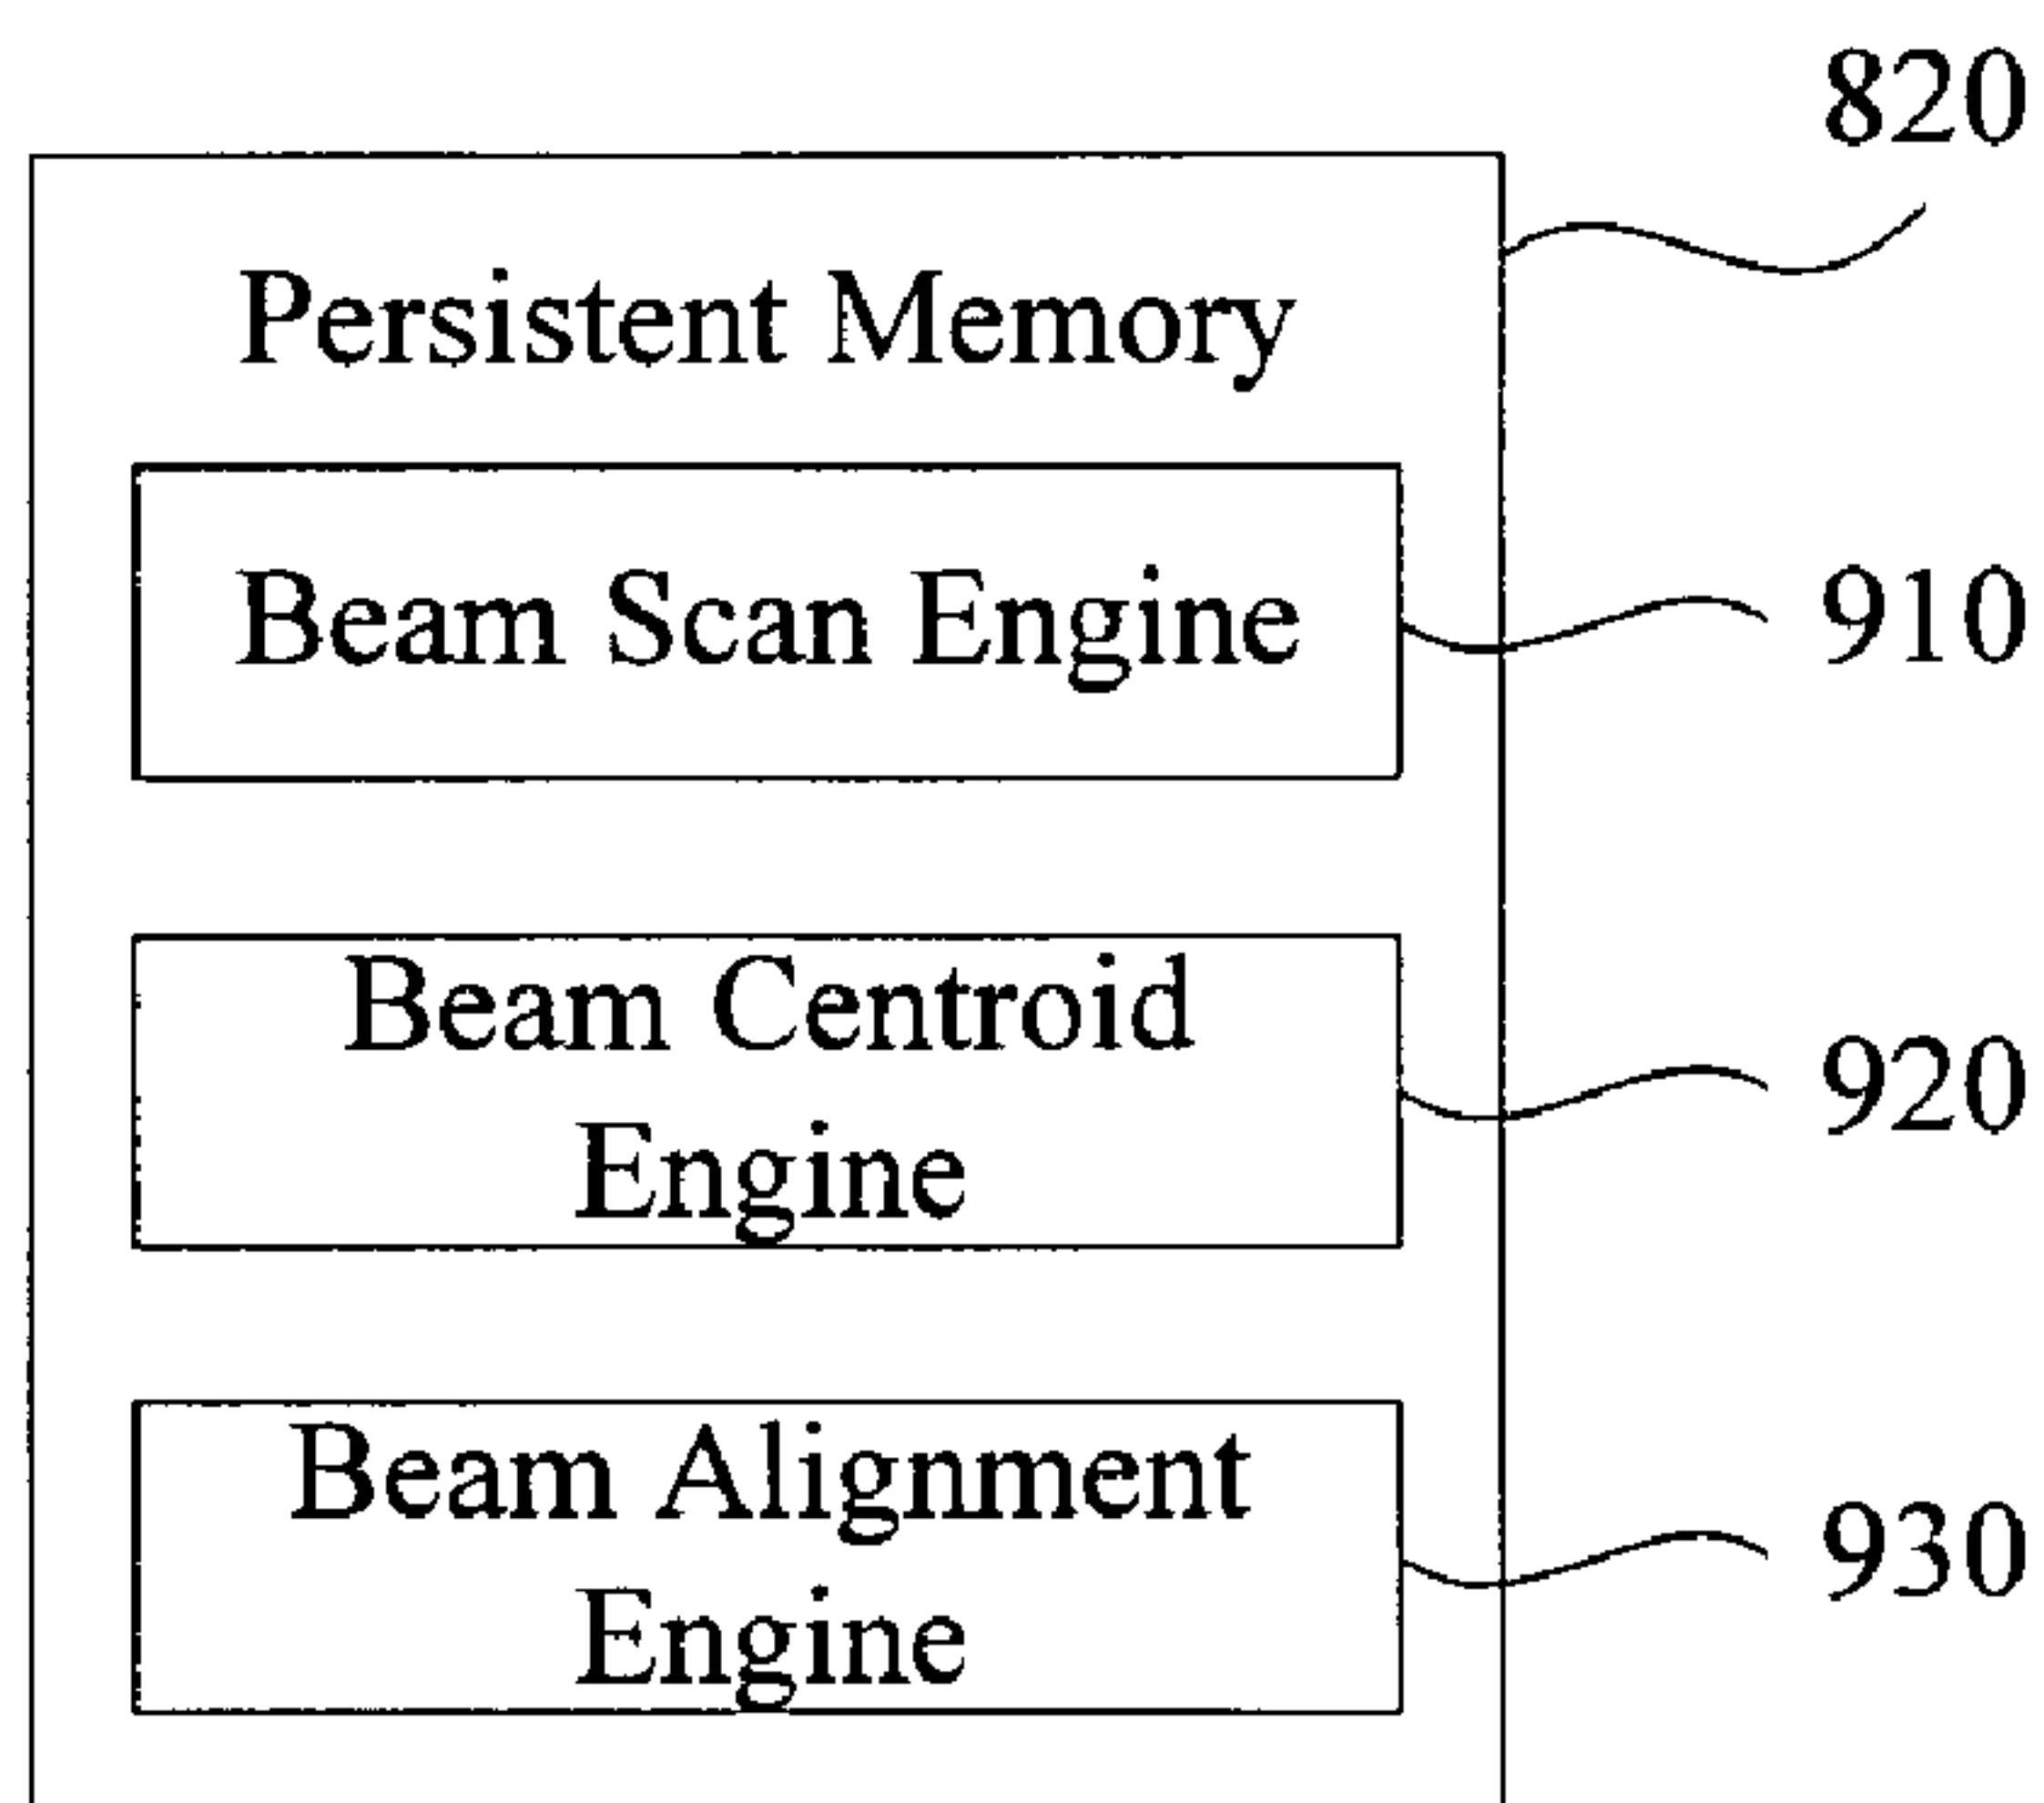 820
Persistent Memory
Beam Scan Engine
910
Beam Centroid
Engine
920
Beam Alignment
Engine
930